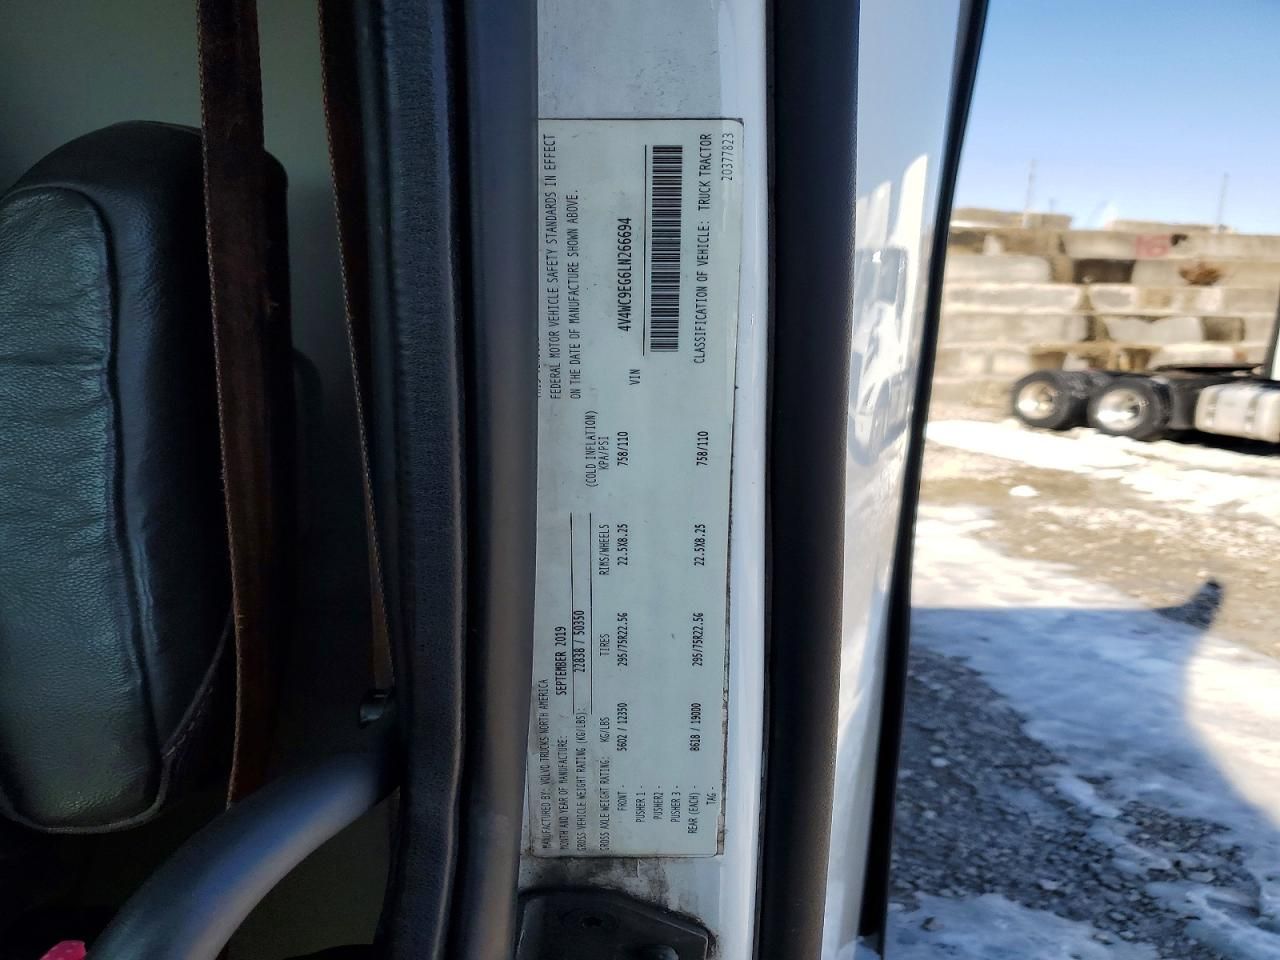 MANUFACTURED BY: VOLVO TRUCKS NORTH AMERICA
MONTH AND YEAR OF MANUFACTURE: SEPTEMBER 2019
GROSS VEHICLE WEIGHT RATING (KG/LBS): 22838 / 50350
FEDERAL MOTOR VEHICLE SAFETY STANDARDS IN EFFECT
ON THE DATE OF MANUFACTURE SHOWN ABOVE.
(COLD INFLATION)
GROSS AXLE WEIGHT RATING: KG/LBS TIRES RIMS/WHEELS KPA/PSI
FRONT - 5602 / 12350 295/75R22.5G 22.5X8.25 758/110
PUSHER 1 -
PUSHER2
PUSHER 3 -
REAR (EACH) - 8618 / 19000 295/75R22.5G 22.5X8.25 758/110
TAG -
VIN 4V4WC9EG6LN266694
CLASSIFICATION OF VEHICLE: TRUCK TRACTOR
20377823